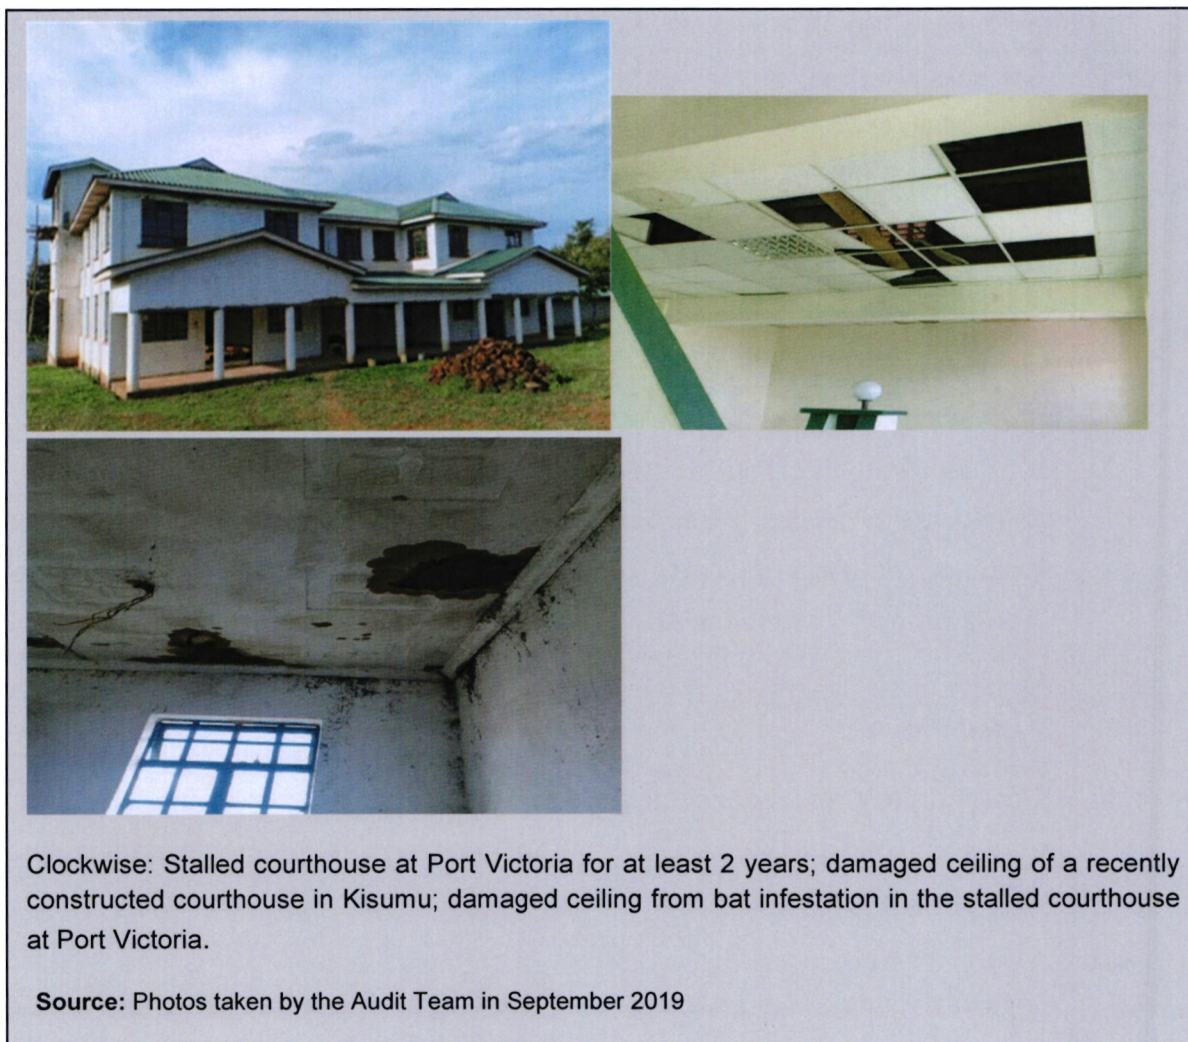 Clockwise: Stalled courthouse at Port Victoria for at least 2 years; damaged ceiling of a recently
constructed courthouse in Kisumu; damaged ceiling from bat infestation in the stalled courthouse
at Port Victoria.
Source: Photos taken by the Audit Team in September 2019